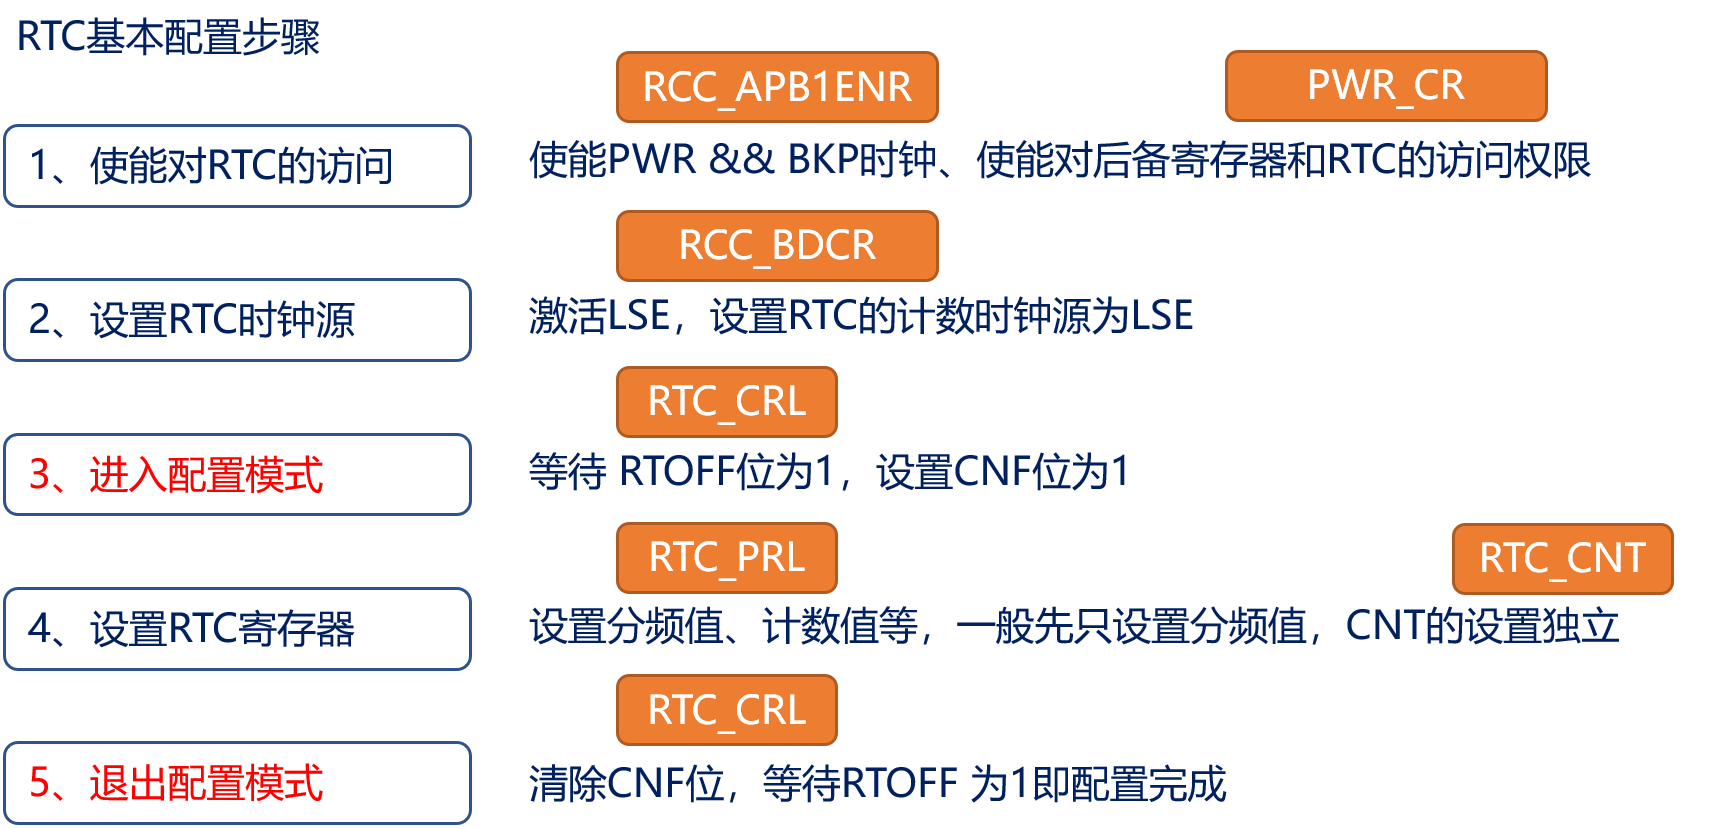 RTC基本配置步骤
RCC_APB1ENR
PWR_CR
1、使能对RTC的访问
使能PWR && BKP时钟、使能对后备寄存器和RTC的访问权限
RCC_BDCR
2、设置RTC时钟源
激活LSE，设置RTC的计数时钟源为LSE
RTC_CRL
3、进入配置模式
等待 RTOFF位为1，设置CNF位为1
RTC_PRL
RTC_CNT
4、设置RTC寄存器
设置分频值、计数值等，一般先只设置分频值，CNT的设置独立
RTC_CRL
5、退出配置模式
清除CNF位，等待RTOFF 为1即配置完成